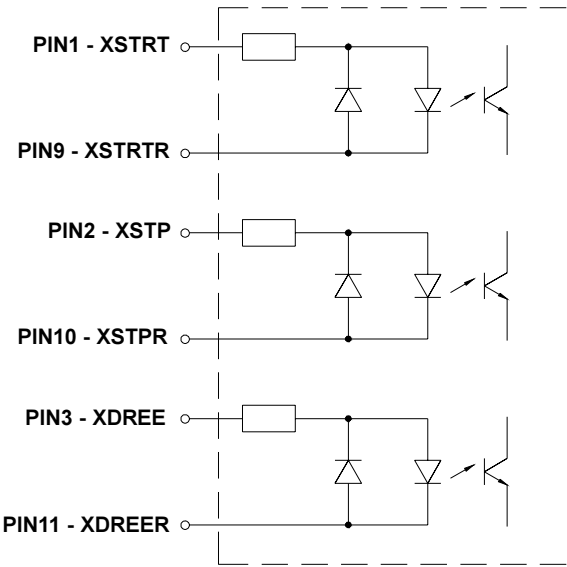 PIN1 - XSTRT
PIN9 - XSTRTR
PIN2 - XSTP
PIN10 - XSTPR
PIN3 - XDREE
PIN11 - XDREER